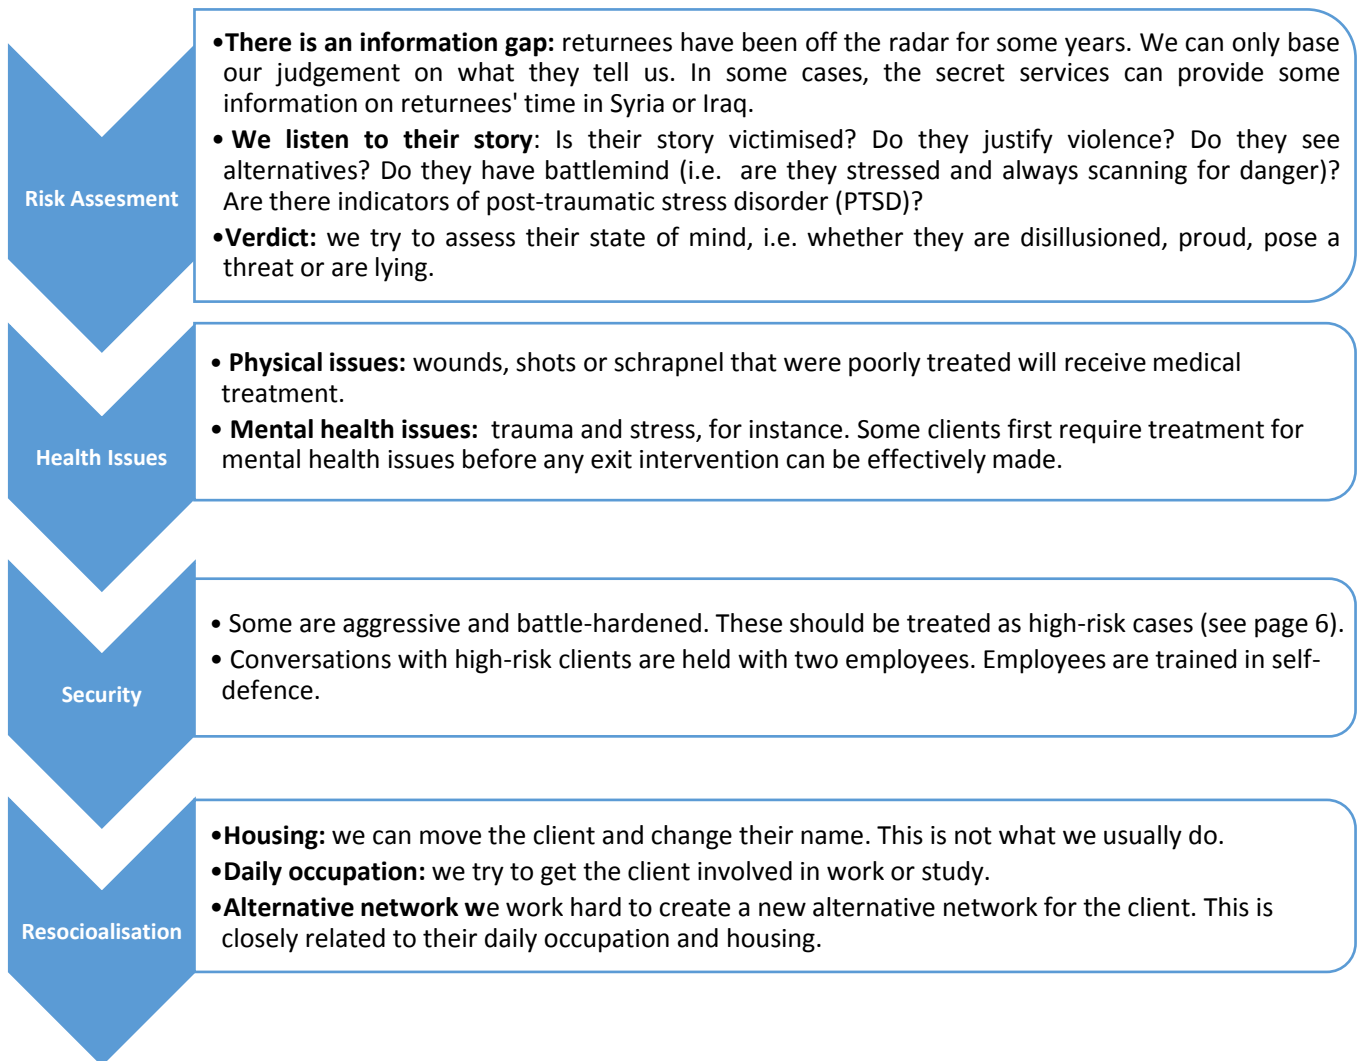 •There is an information gap: returnees have been off the radar for some years. We can only base
our judgement on what they tell us. In some cases, the secret services can provide some
information on returnees' time in Syria or Iraq.
• We listen to their story: Is their story victimised? Do they justify violence? Do they see
alternatives? Do they have battlemind (i.e. are they stressed and always scanning for danger)?
Are there indicators of post-traumatic stress disorder (PTSD)?
•Verdict: we try to assess their state of mind, i.e. whether they are disillusioned, proud, pose a
threat or are lying.
Risk Assesment
• Physical issues: wounds, shots or schrapnel that were poorly treated will receive medical
treatment.
• Mental health issues: trauma and stress, for instance. Some clients first require treatment for
mental health issues before any exit intervention can be effectively made.
Health Issues
• Some are aggressive and battle-hardened. These should be treated as high-risk cases (see page 6).
• Conversations with high-risk clients are held with two employees. Employees are trained in self-
defence.
Security
•Housing: we can move the client and change their name. This is not what we usually do.
•Daily occupation: we try to get the client involved in work or study.
•Alternative network we work hard to create a new alternative network for the client. This is
closely related to their daily occupation and housing.
Resocioalisation